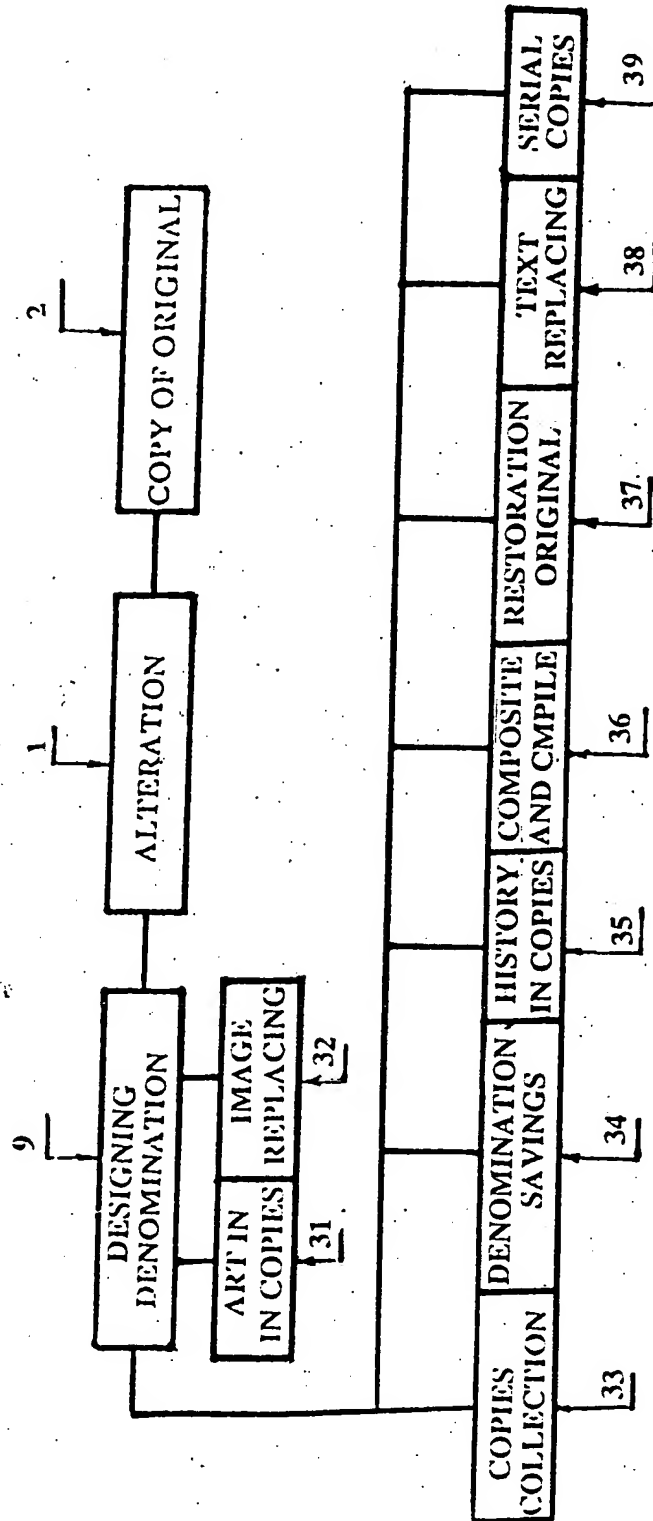 2
COPY OF ORIGINAL
1
ALTERATION
9
DESIGNING
DENOMINATION
ART IN
COPIES
31
IMAGE
REPLACING
32
COPIES
COLLECTION
33
DENOMINATION
SAVINGS
34
HISTORY
IN COPIES
35
COMPOSITE
AND CMPILE
36
RESTORATION
ORIGINAL
37
TEXT
REPLACING
38
SERIAL
COPIES
39